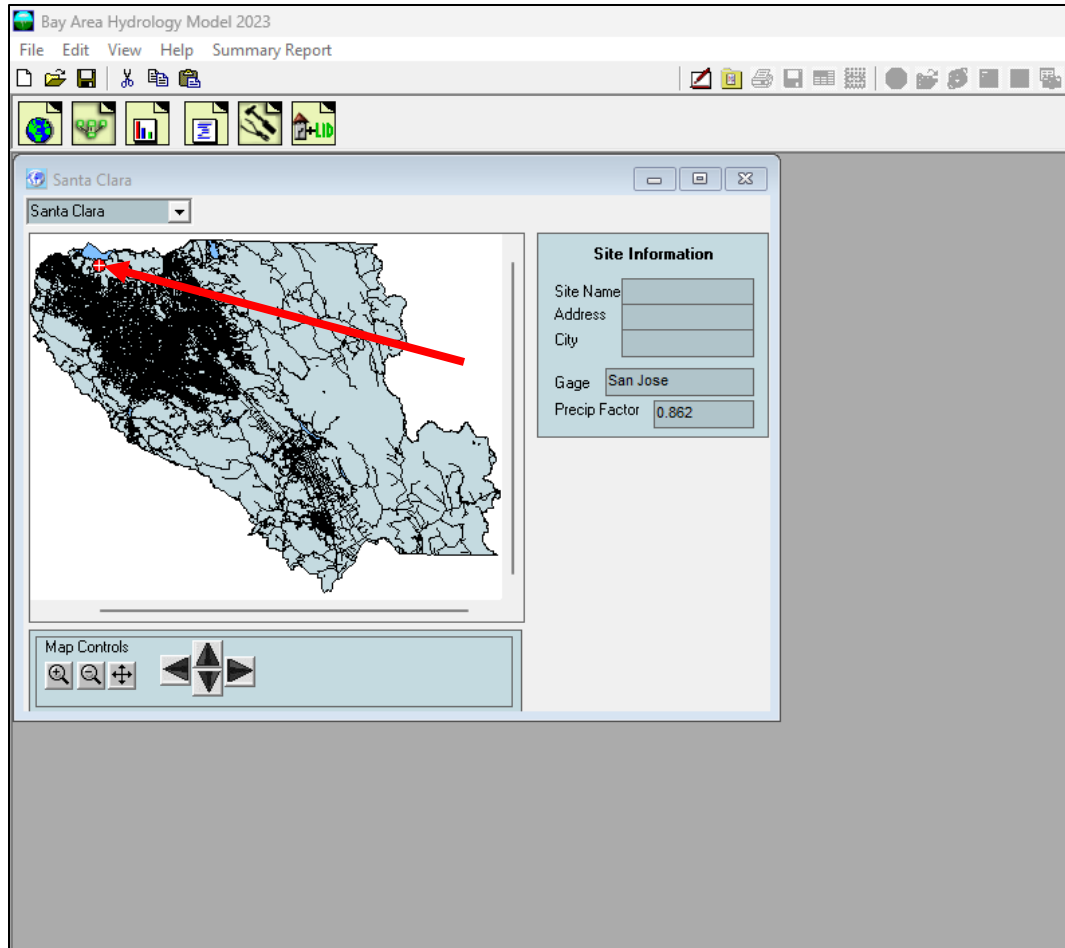 Bay Area Hydrology Model 2023
File Edit View Help Summary Report
+LID
Santa Clara
Santa Clara
Site Information
Site Name
Address
City
Gage San Jose
Precip Factor 0.862
Map Controls